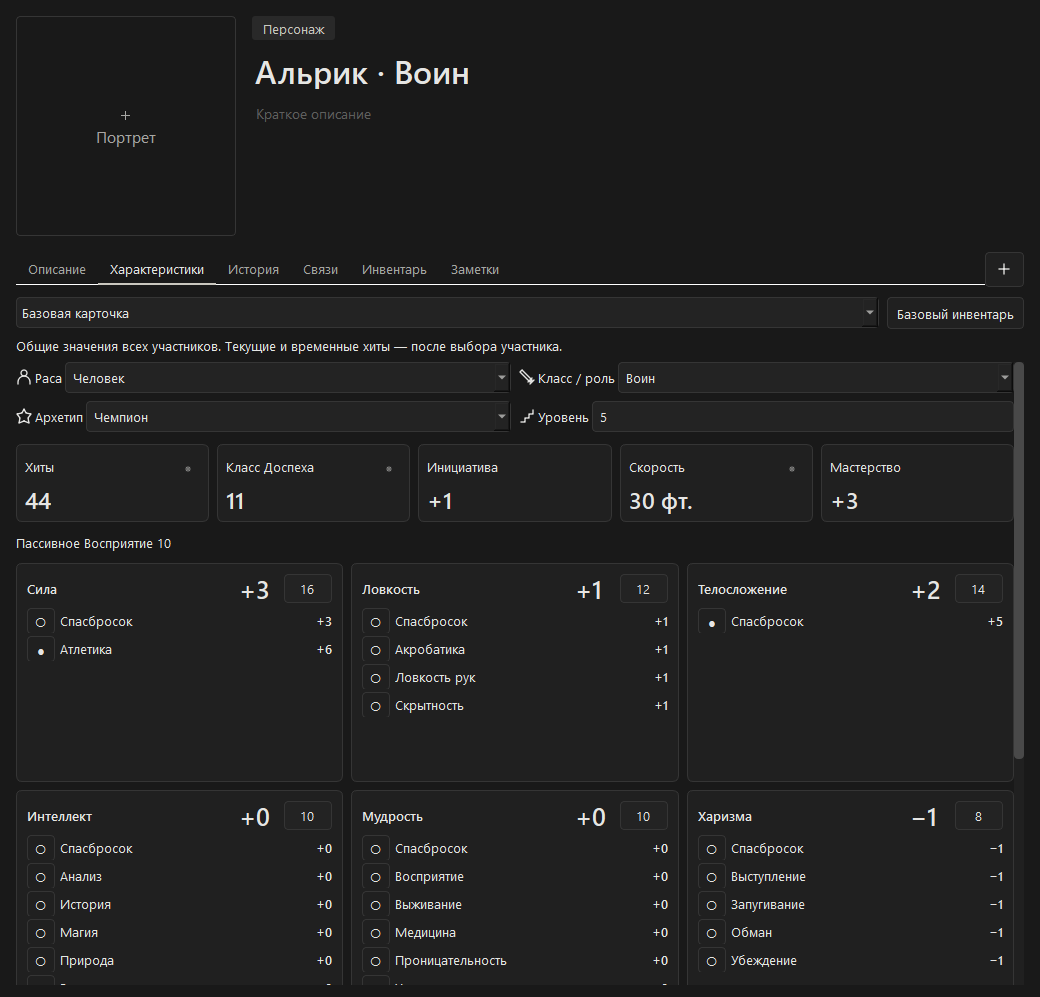 Персонаж
Альрик · Воин
Краткое описание
+
Портрет
Описание Характеристики История Связи Инвентарь Заметки +
Базовая карточка Базовый инвентарь
Общие значения всех участников. Текущие и временные хиты — после выбора участника.
Раса Человек Класс / роль Воин
Архетип Чемпион Уровень 5
Хиты Класс Доспеха Инициатива Скорость Мастерство
44 11 +1 30 фт. +3
Пассивное Восприятие 10
Сила +3 16 Ловкость +1 12 Телосложение +2 14
Спасбросок +3 Спасбросок +1 Спасбросок +5
Атлетика +6 Акробатика +1
Ловкость рук +1
Скрытность +1
Интеллект +0 10 Мудрость +0 10 Харизма −1 8
Спасбросок +0 Спасбросок +0 Спасбросок −1
Анализ +0 Восприятие +0 Выступление −1
История +0 Выживание +0 Запугивание −1
Магия +0 Медицина +0 Обман −1
Природа +0 Проницательность +0 Убеждение −1